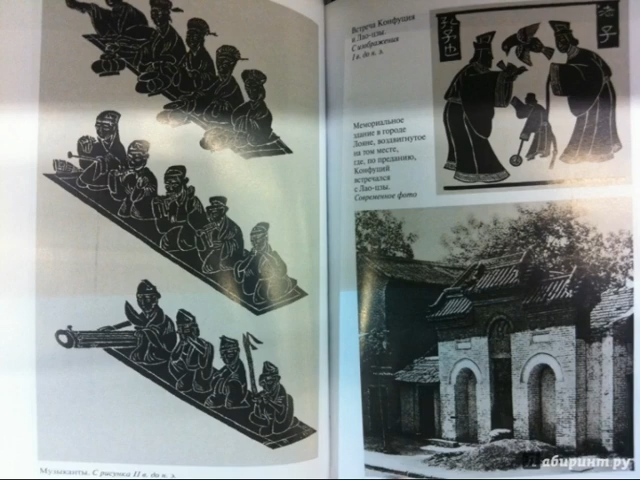 Музыканты. С рисунка II в. до н. э.
Встреча Конфуция
и Лао-цзы.
С изображения
I в. до н. э.
孔子也
老子
Мемориальное
здание в городе
Лояне, воздвигнутое
на том месте,
где, по преданию,
Конфуций
встречался
с Лао-цзы.
Современное фото
Лабиринт.ру